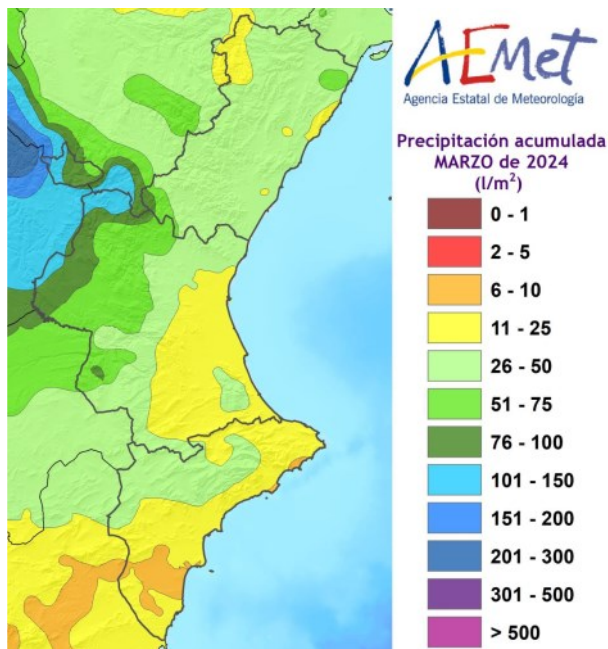 AEMet
Agencia Estatal de Meteorología
Precipitación acumulada
MARZO de 2024
(l/m²)
0 - 1
2 - 5
6 - 10
11 - 25
26 - 50
51 - 75
76 - 100
101 - 150
151 - 200
201 - 300
301 - 500
> 500